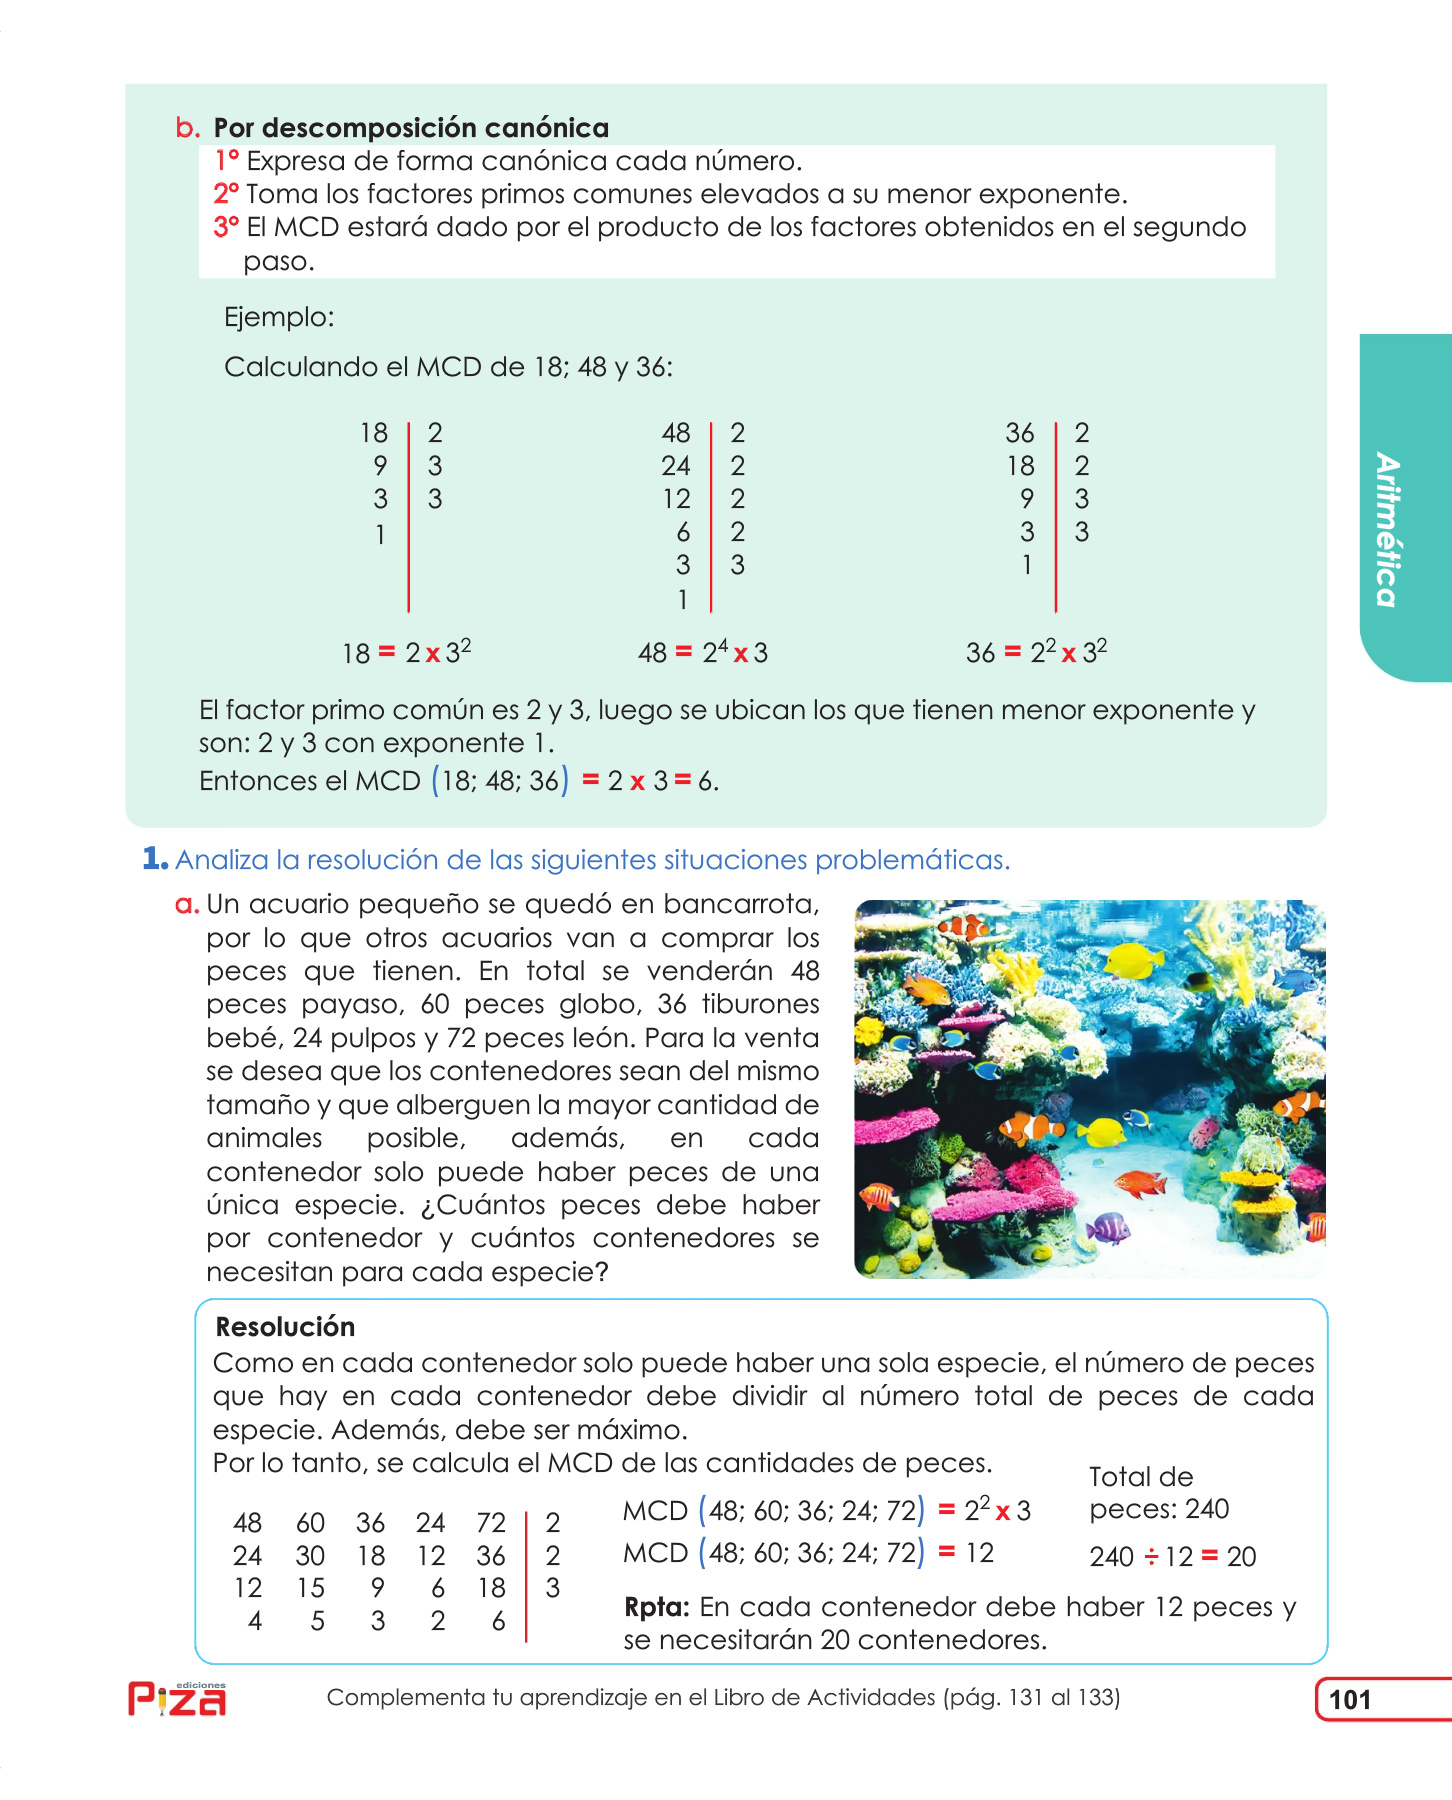 b. Por descomposición canónica
1° Expresa de forma canónica cada número.
2° Toma los factores primos comunes elevados a su menor exponente.
3° El MCD estará dado por el producto de los factores obtenidos en el segundo
paso.
Ejemplo:
Calculando el MCD de 18; 48 y 36:
18 2 48 2 36 2
9 3 24 2 18 2
3 3 12 2 9 3
1 6 2 3 3
3 3 1
1
18 = 2 x 3² 48 = 2⁴ x 3 36 = 2² x 3²
El factor primo común es 2 y 3, luego se ubican los que tienen menor exponente y
son: 2 y 3 con exponente 1.
Entonces el MCD (18; 48; 36) = 2 x 3 = 6.
Aritmética
1. Analiza la resolución de las siguientes situaciones problemáticas.
a. Un acuario pequeño se quedó en bancarrota,
por lo que otros acuarios van a comprar los
peces que tienen. En total se venderán 48
peces payaso, 60 peces globo, 36 tiburones
bebé, 24 pulpos y 72 peces león. Para la venta
se desea que los contenedores sean del mismo
tamaño y que alberguen la mayor cantidad de
animales posible, además, en cada
contenedor solo puede haber peces de una
única especie. ¿Cuántos peces debe haber
por contenedor y cuántos contenedores se
necesitan para cada especie?
Resolución
Como en cada contenedor solo puede haber una sola especie, el número de peces
que hay en cada contenedor debe dividir al número total de peces de cada
especie. Además, debe ser máximo.
Por lo tanto, se calcula el MCD de las cantidades de peces.
48 60 36 24 72 2
24 30 18 12 36 2
12 15 9 6 18 3
4 5 3 2 6
MCD (48; 60; 36; 24; 72) = 2² x 3
MCD (48; 60; 36; 24; 72) = 12
Total de
peces: 240
240 ÷ 12 = 20
Rpta: En cada contenedor debe haber 12 peces y
se necesitarán 20 contenedores.
ediciones
Piza
Complementa tu aprendizaje en el Libro de Actividades (pág. 131 al 133)
101